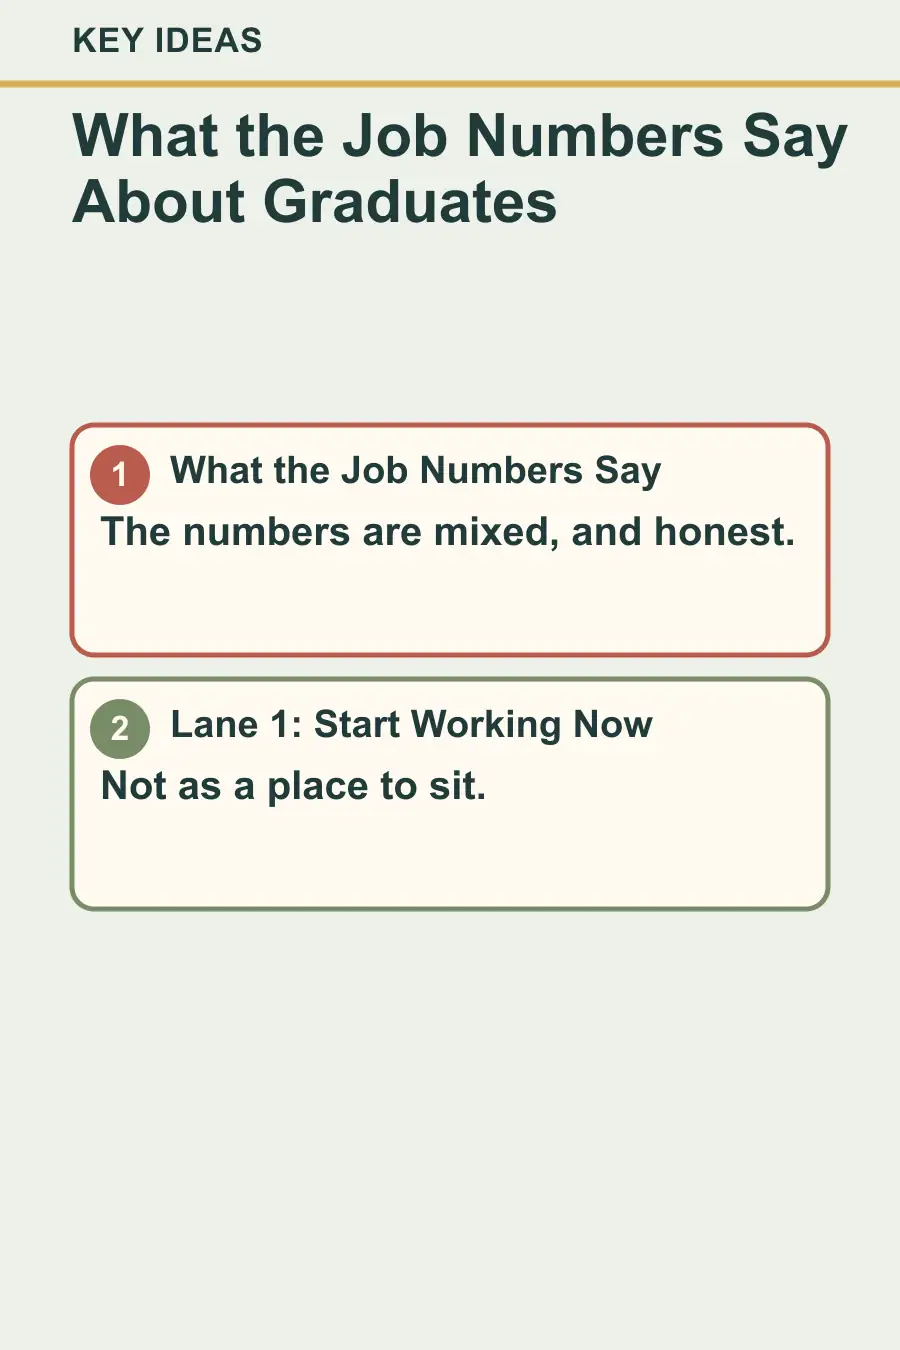 KEY IDEAS
What the Job Numbers Say
About Graduates
1
What the Job Numbers Say
The numbers are mixed, and honest.
2
Lane 1: Start Working Now
Not as a place to sit.